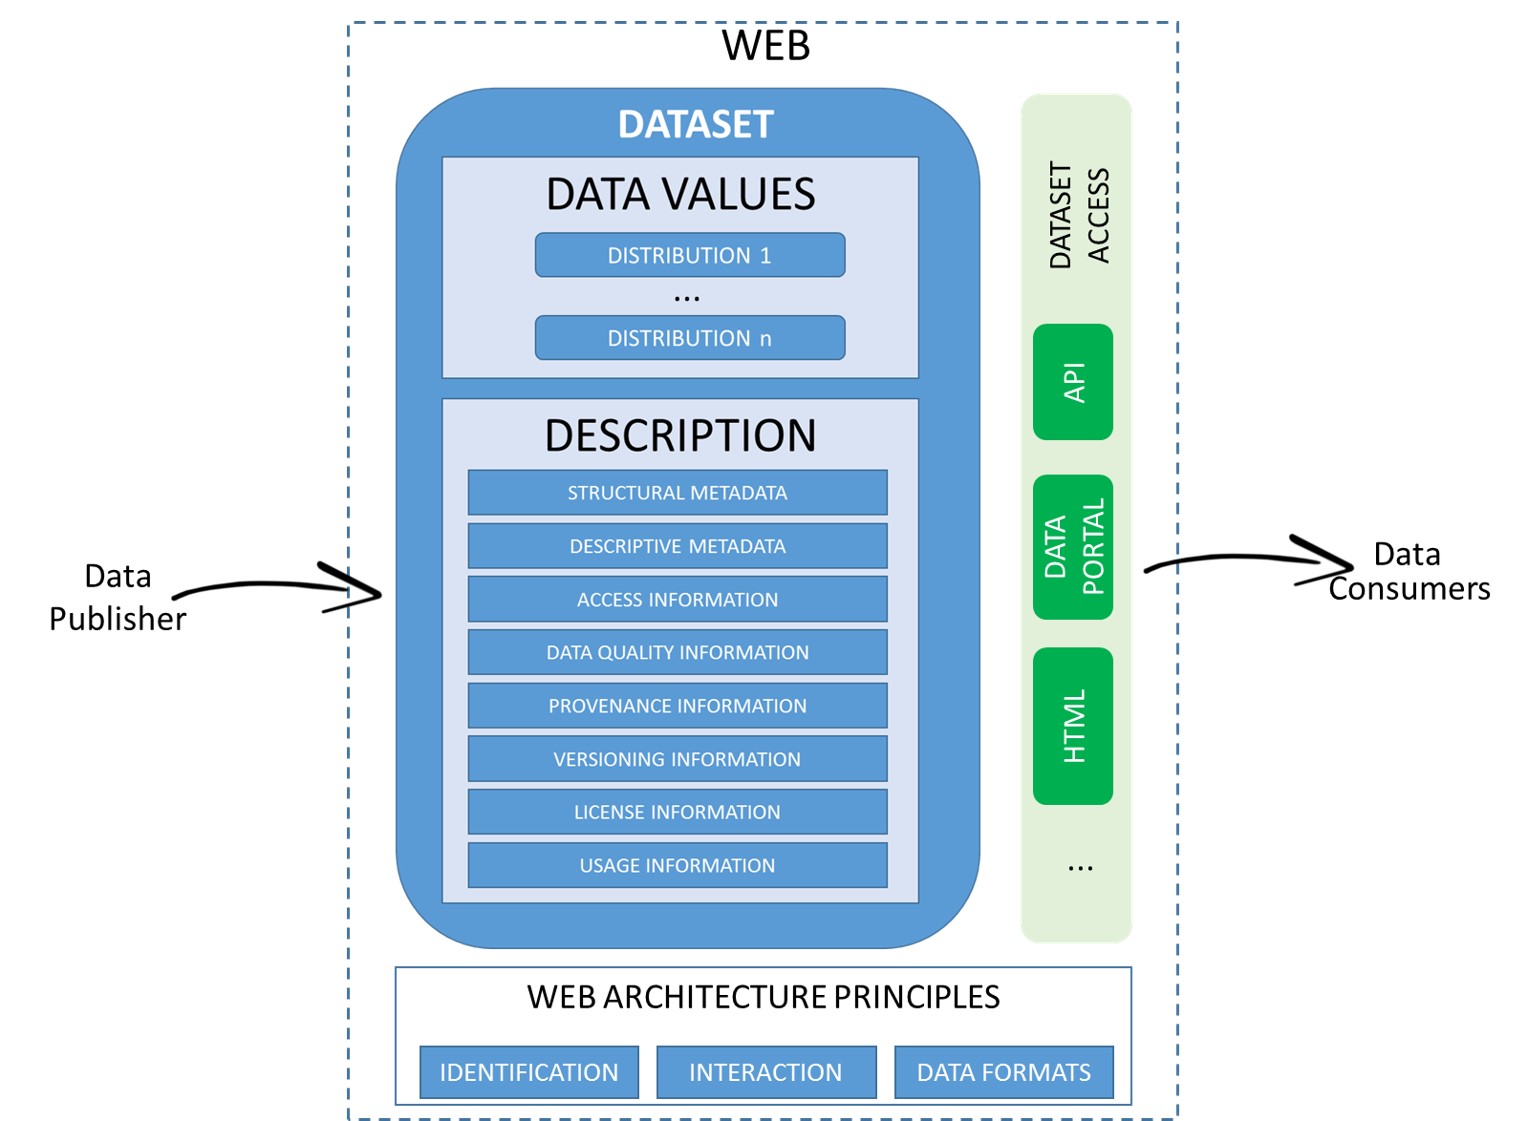 WEB
DATASET
DATA VALUES
DISTRIBUTION 1
...
DISTRIBUTION n
DESCRIPTION
STRUCTURAL METADATA
DESCRIPTIVE METADATA
ACCESS INFORMATION
DATA QUALITY INFORMATION
PROVENANCE INFORMATION
VERSIONING INFORMATION
LICENSE INFORMATION
USAGE INFORMATION
DATASET
ACCESS
API
DATA
PORTAL
HTML
...
Data
Publisher
Data
Consumers
WEB ARCHITECTURE PRINCIPLES
IDENTIFICATION
INTERACTION
DATA FORMATS